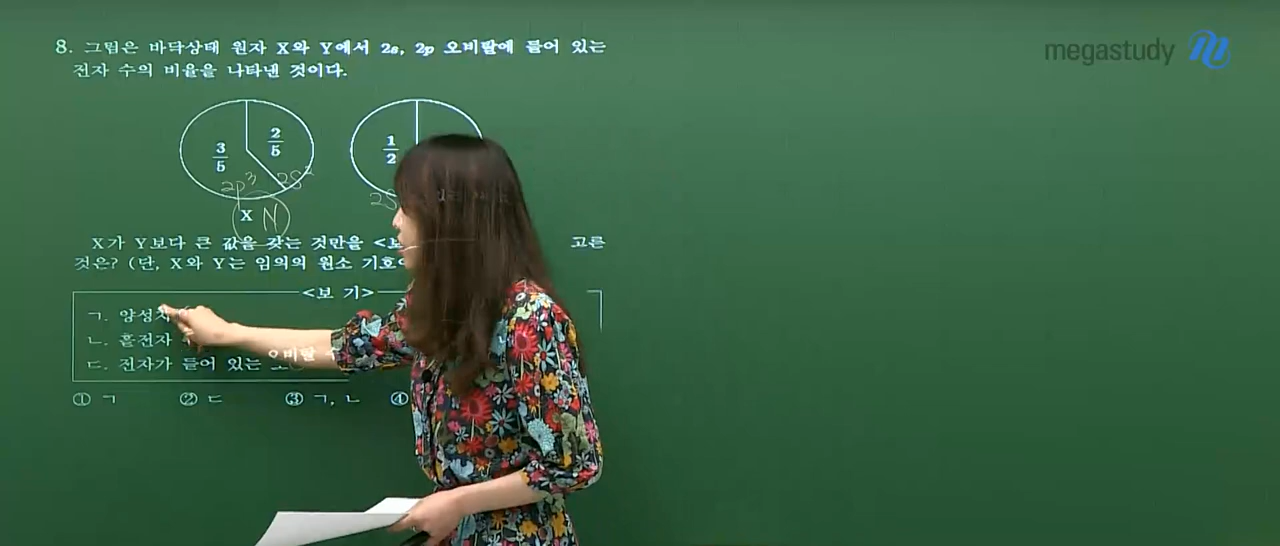 8. 그림은 바닥상태 원자 X와 Y에서 2s, 2p 오비탈에 들어 있는
전자 수의 비율을 나타낸 것이다.
megastudy
3/5 2/5
1/2
2p³ 2s²
2s
X N
X가 Y보다 큰 값을 갖는 것만을 <보 고른
것은? (단, X와 Y는 임의의 원소 기호
<보 기>
ㄱ. 양성자
ㄴ. 홀전자
ㄷ. 전자가 들어 있는 오비탈 수
① ㄱ ② ㄷ ③ ㄱ, ㄴ ④